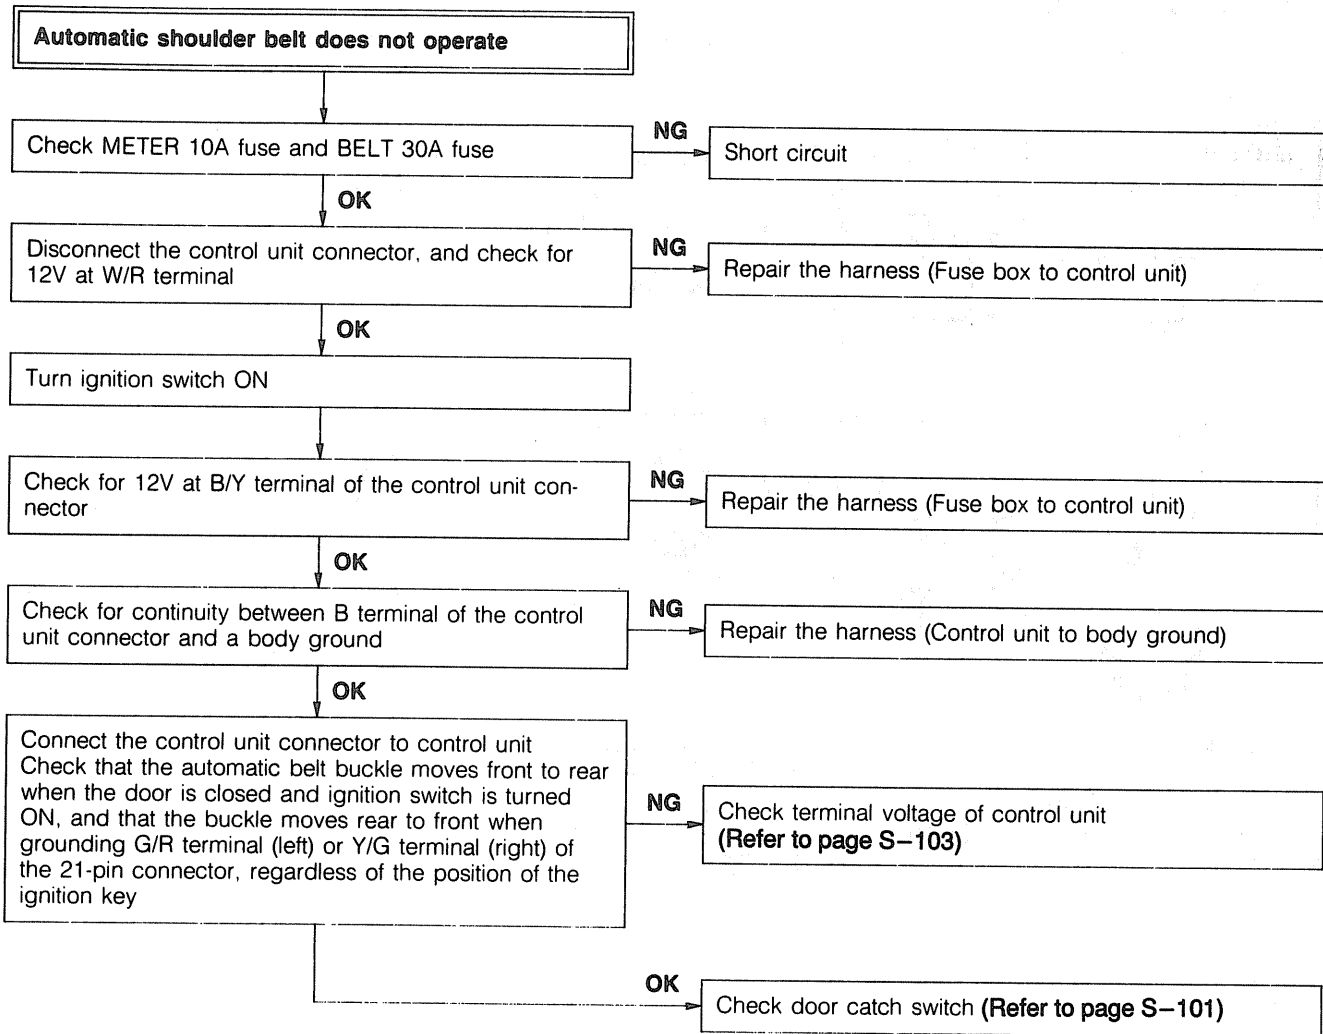 Automatic shoulder belt does not operate
Check METER 10A fuse and BELT 30A fuse
NG
Short circuit
OK
Disconnect the control unit connector, and check for
12V at W/R terminal
NG
Repair the harness (Fuse box to control unit)
OK
Turn ignition switch ON
Check for 12V at B/Y terminal of the control unit con-
nector
NG
Repair the harness (Fuse box to control unit)
OK
Check for continuity between B terminal of the control
unit connector and a body ground
NG
Repair the harness (Control unit to body ground)
OK
Connect the control unit connector to control unit
Check that the automatic belt buckle moves front to rear
when the door is closed and ignition switch is turned
ON, and that the buckle moves rear to front when
grounding G/R terminal (left) or Y/G terminal (right) of
the 21-pin connector, regardless of the position of the
ignition key
NG
Check terminal voltage of control unit
(Refer to page S–103)
OK
Check door catch switch (Refer to page S–101)